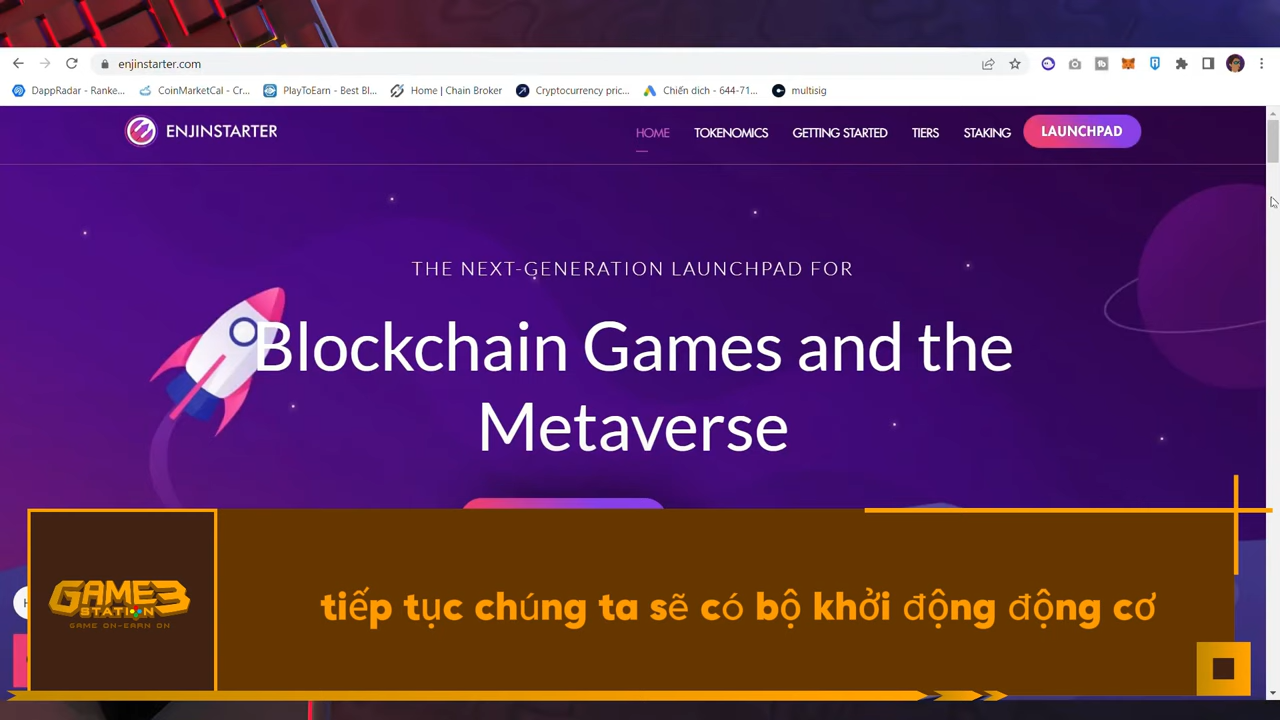 enjinstarter.com
DappRadar - Ranke...
CoinMarketCal - Cr...
PlayToEarn - Best Bl...
Home | Chain Broker
Cryptocurrency pric...
Chiến dịch - 644-71...
multisig
ENJINSTARTER
HOME
TOKENOMICS
GETTING STARTED
TIERS
STAKING
LAUNCHPAD
THE NEXT-GENERATION LAUNCHPAD FOR
Blockchain Games and the
Metaverse
GAME3
STATION
GAME ON-EARN ON
tiếp tục chúng ta sẽ có bộ khởi động động cơ